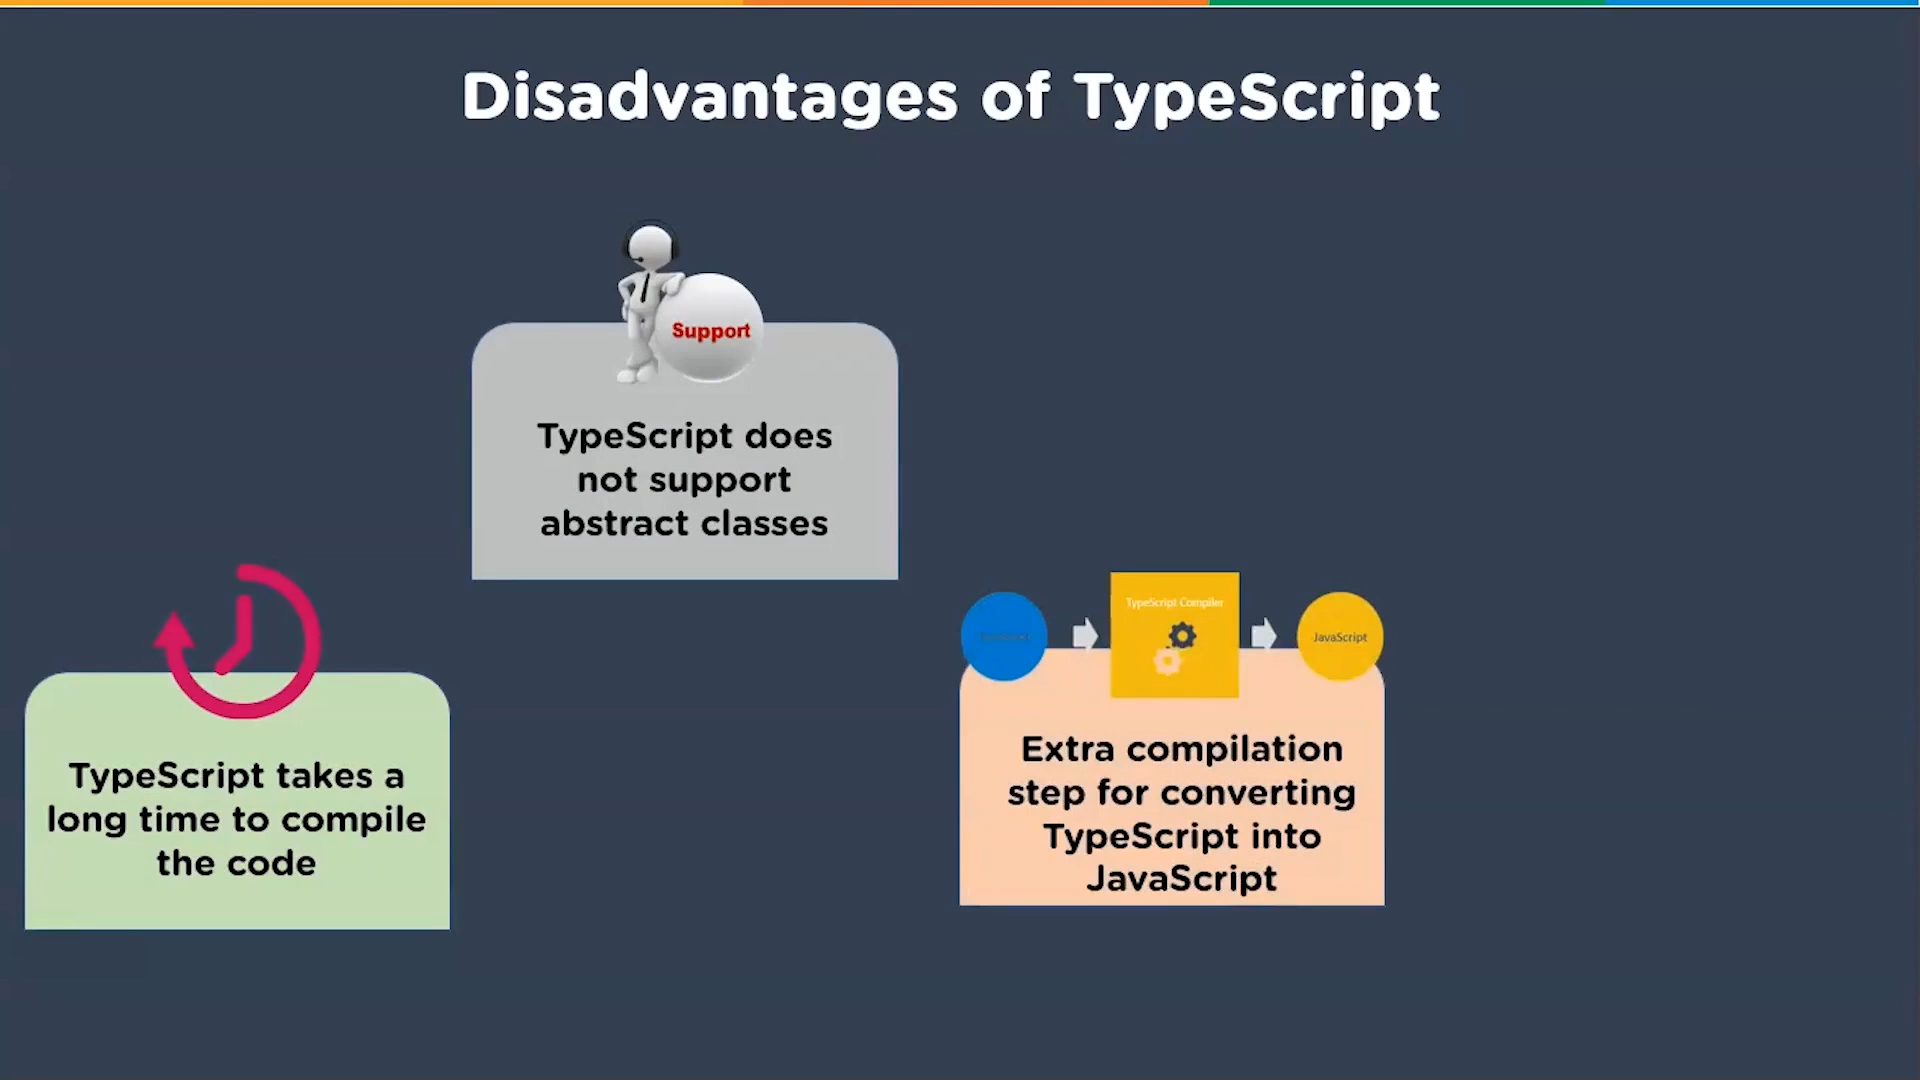 Disadvantages of TypeScript
Support
TypeScript does
not support
abstract classes
TypeScript takes a
long time to compile
the code
TypeScript Compiler
JavaScript
Extra compilation
step for converting
TypeScript into
JavaScript